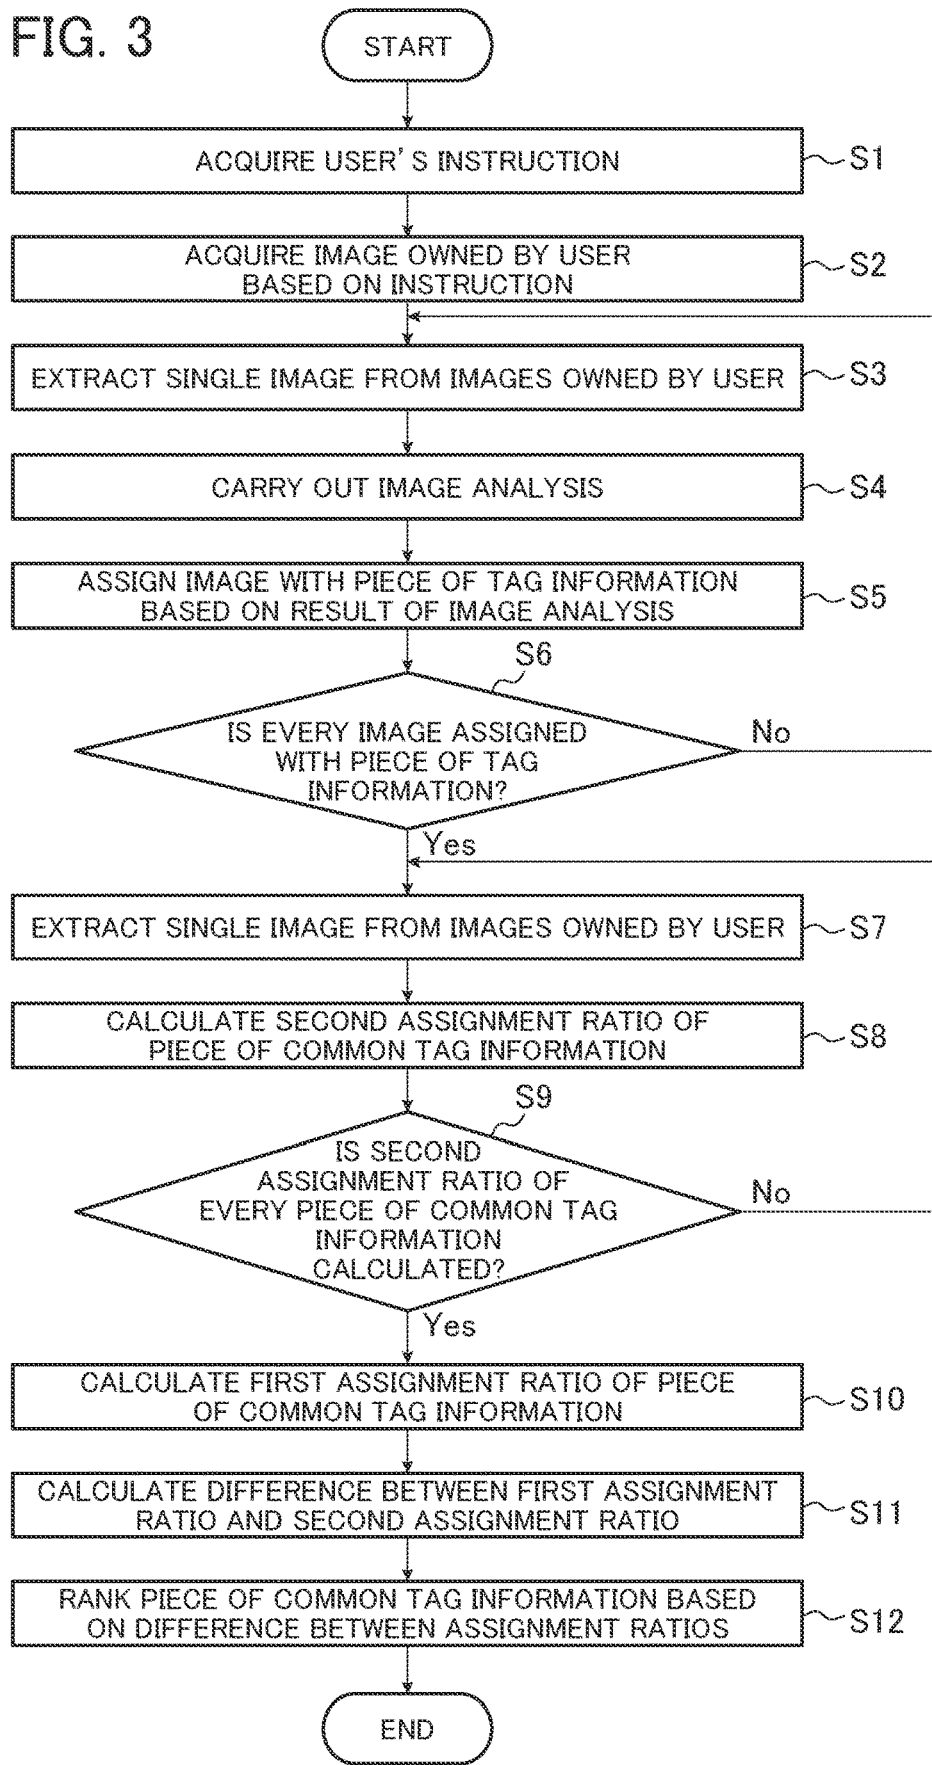 FIG. 3
START
ACQUIRE USER'S INSTRUCTION
S1
ACQUIRE IMAGE OWNED BY USER
BASED ON INSTRUCTION
S2
EXTRACT SINGLE IMAGE FROM IMAGES OWNED BY USER
S3
CARRY OUT IMAGE ANALYSIS
S4
ASSIGN IMAGE WITH PIECE OF TAG INFORMATION
BASED ON RESULT OF IMAGE ANALYSIS
S5
S6
IS EVERY IMAGE ASSIGNED
WITH PIECE OF TAG
INFORMATION?
No
Yes
EXTRACT SINGLE IMAGE FROM IMAGES OWNED BY USER
S7
CALCULATE SECOND ASSIGNMENT RATIO OF
PIECE OF COMMON TAG INFORMATION
S8
S9
IS SECOND
ASSIGNMENT RATIO OF
EVERY PIECE OF COMMON TAG
INFORMATION
CALCULATED?
No
Yes
CALCULATE FIRST ASSIGNMENT RATIO OF PIECE
OF COMMON TAG INFORMATION
S10
CALCULATE DIFFERENCE BETWEEN FIRST ASSIGNMENT
RATIO AND SECOND ASSIGNMENT RATIO
S11
RANK PIECE OF COMMON TAG INFORMATION BASED
ON DIFFERENCE BETWEEN ASSIGNMENT RATIOS
S12
END